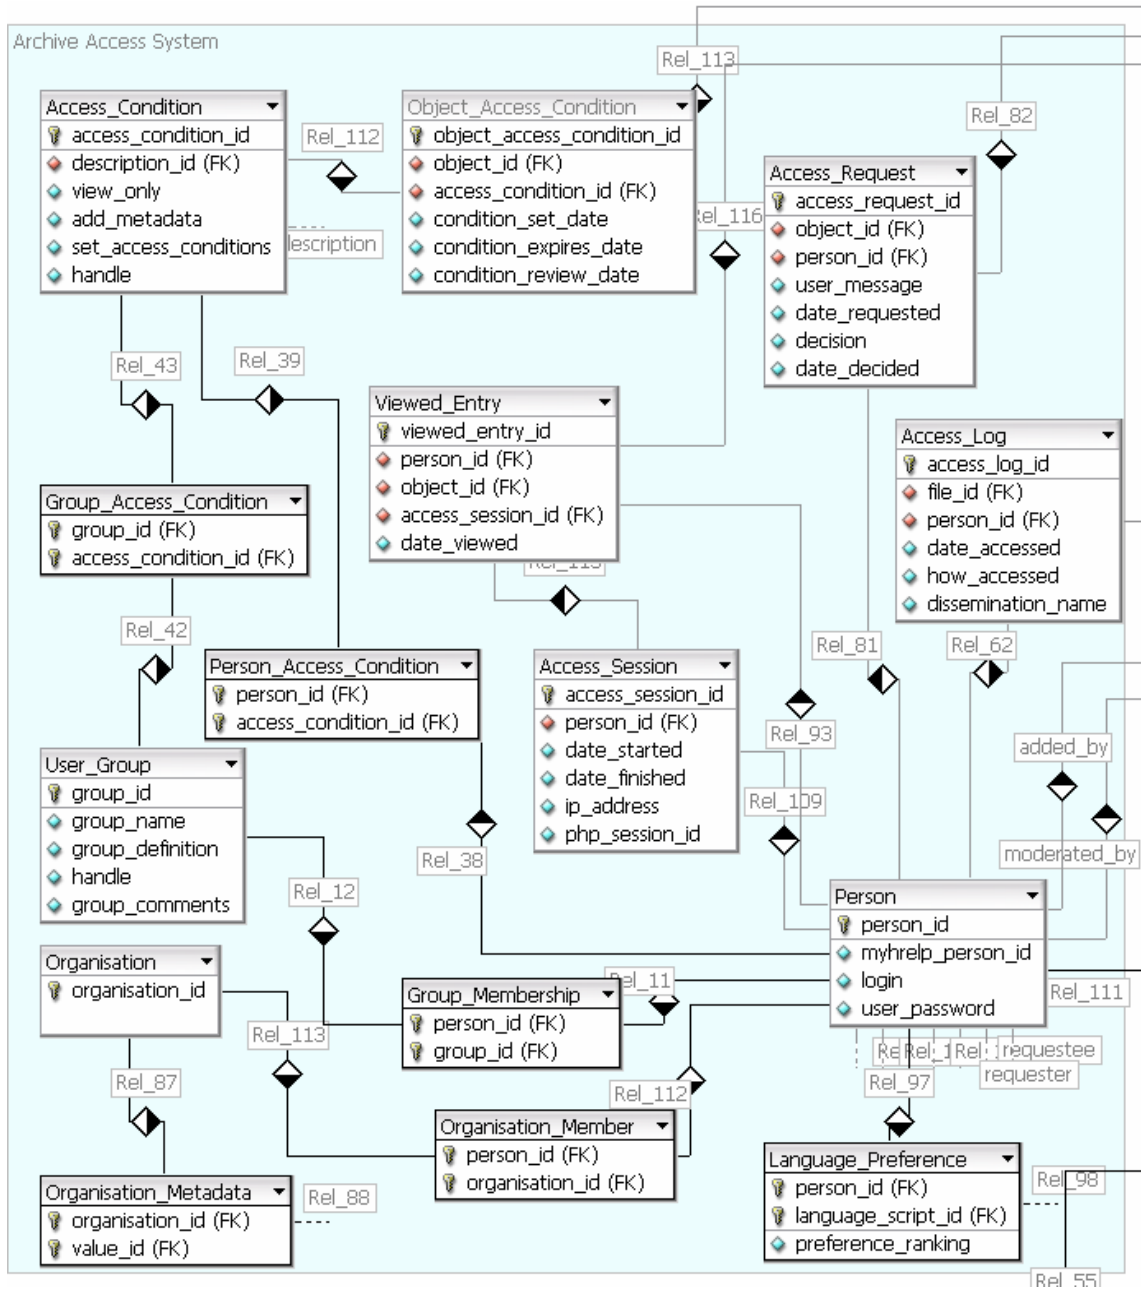 Archive Access System
Rel_113
Rel_82
Access_Condition
access_condition_id
description_id (FK)
view_only
add_metadata
set_access_conditions
handle
Rel_112
Object_Access_Condition
object_access_condition_id
object_id (FK)
access_condition_id (FK)
condition_set_date
condition_expires_date
condition_review_date
Access_Request
access_request_id
object_id (FK)
person_id (FK)
user_message
date_requested
decision
date_decided
Rel_43
Rel_39
Viewed_Entry
viewed_entry_id
person_id (FK)
object_id (FK)
access_session_id (FK)
date_viewed
Access_Log
access_log_id
file_id (FK)
person_id (FK)
date_accessed
how_accessed
dissemination_name
Group_Access_Condition
group_id (FK)
access_condition_id (FK)
Rel_42
Person_Access_Condition
person_id (FK)
access_condition_id (FK)
Access_Session
access_session_id
person_id (FK)
date_started
date_finished
ip_address
php_session_id
Rel_81
Rel_62
Rel_93
added_by
Rel_109
moderated_by
User_Group
group_id
group_name
group_definition
handle
group_comments
Rel_12
Rel_38
Person
person_id
myhrelp_person_id
login
user_password
Organisation
organisation_id
Group_Membership
person_id (FK)
group_id (FK)
Rel_11
Rel_111
Rel_113
Rel_87
Rel_112
requestee
requester
Rel_97
Organisation_Member
person_id (FK)
organisation_id (FK)
Language_Preference
person_id (FK)
language_script_id (FK)
preference_ranking
Organisation_Metadata
organisation_id (FK)
value_id (FK)
Rel_88
Rel_98
Rel_55